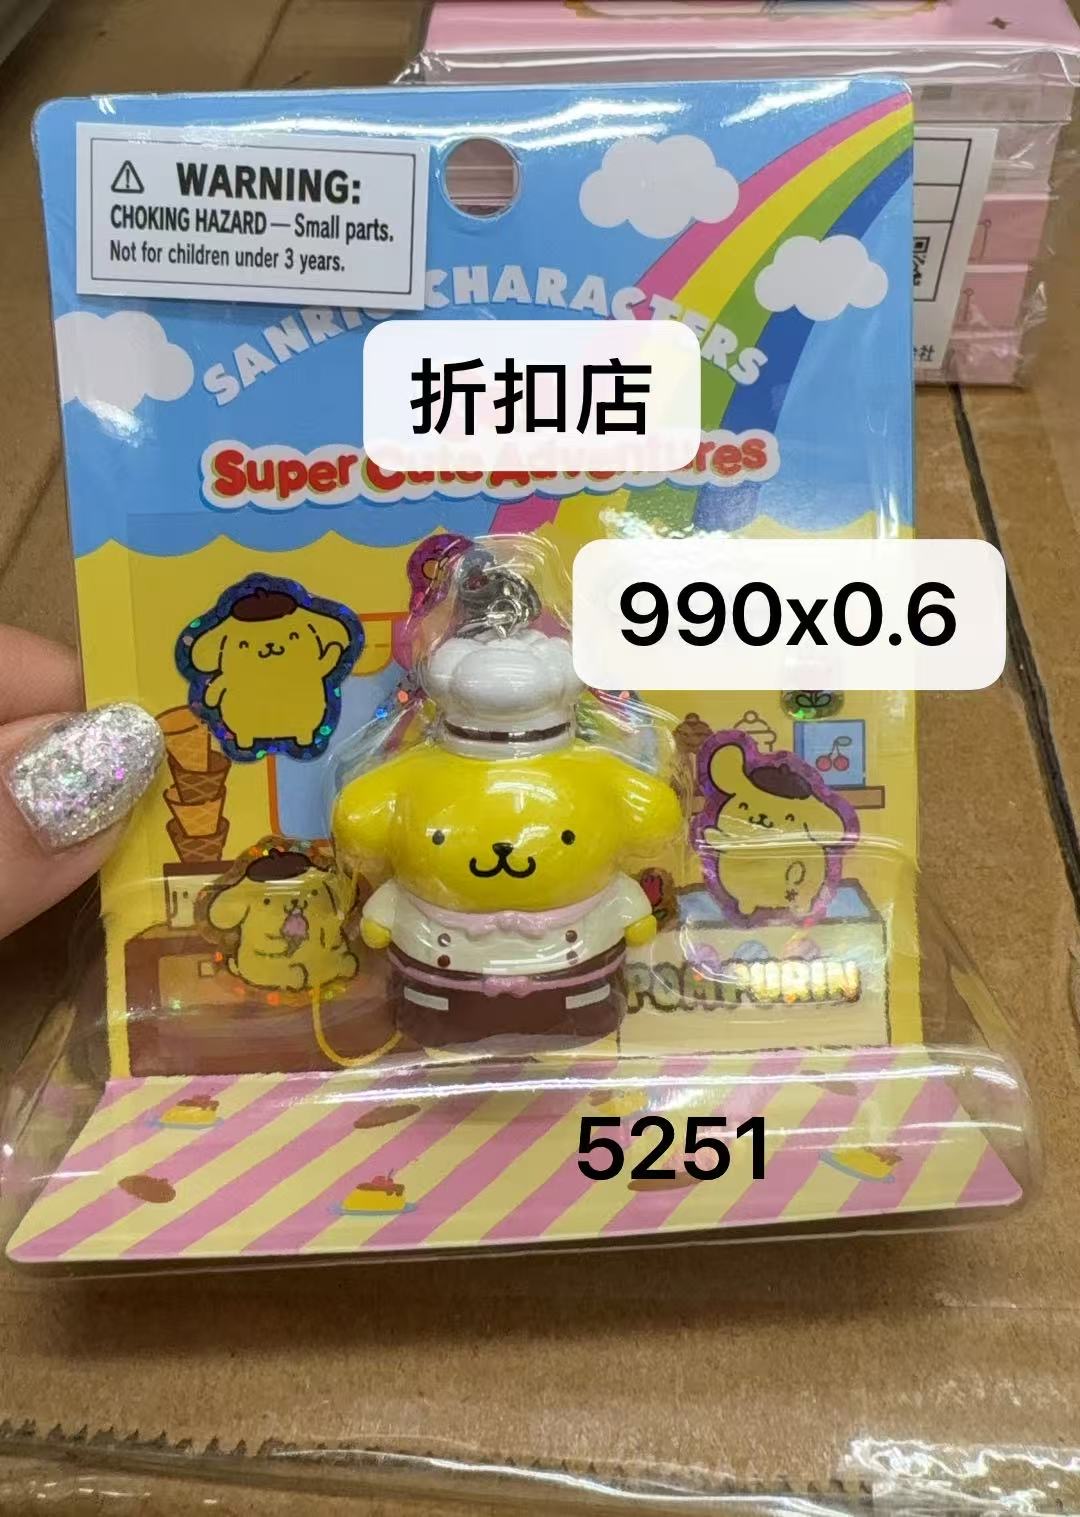 WARNING:
CHOKING HAZARD — Small parts.
Not for children under 3 years.
SANRIO CHARACTERS
折扣店
Super Cute Adventures
990x0.6
POMPOMPURIN
5251